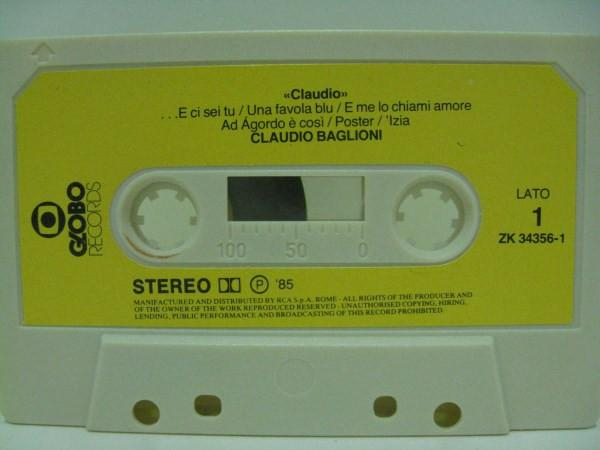 «Claudio»
...E ci sei tu / Una favola blu / E me lo chiami amore
Ad Agordo è così / Poster / 'Izia
CLAUDIO BAGLIONI
GLOBO
RECORDS
LATO
1
ZK 34356-1
100 50 0
STEREO ℗ '85
MANUFACTURED AND DISTRIBUTED BY RCA S.p.A. ROME - ALL RIGHTS OF THE PRODUCER AND
OF THE OWNER OF THE WORK REPRODUCED RESERVED - UNAUTHORISED COPYING, HIRING,
LENDING, PUBLIC PERFORMANCE AND BROADCASTING OF THIS RECORD PROHIBITED.